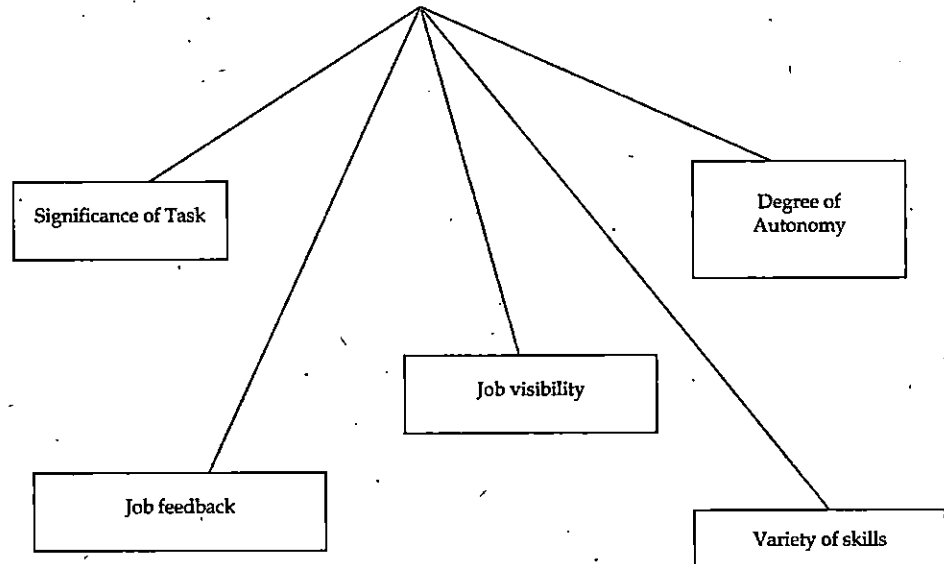 Significance of Task
Degree of
Autonomy
Job visibility
Job feedback
Variety of skills